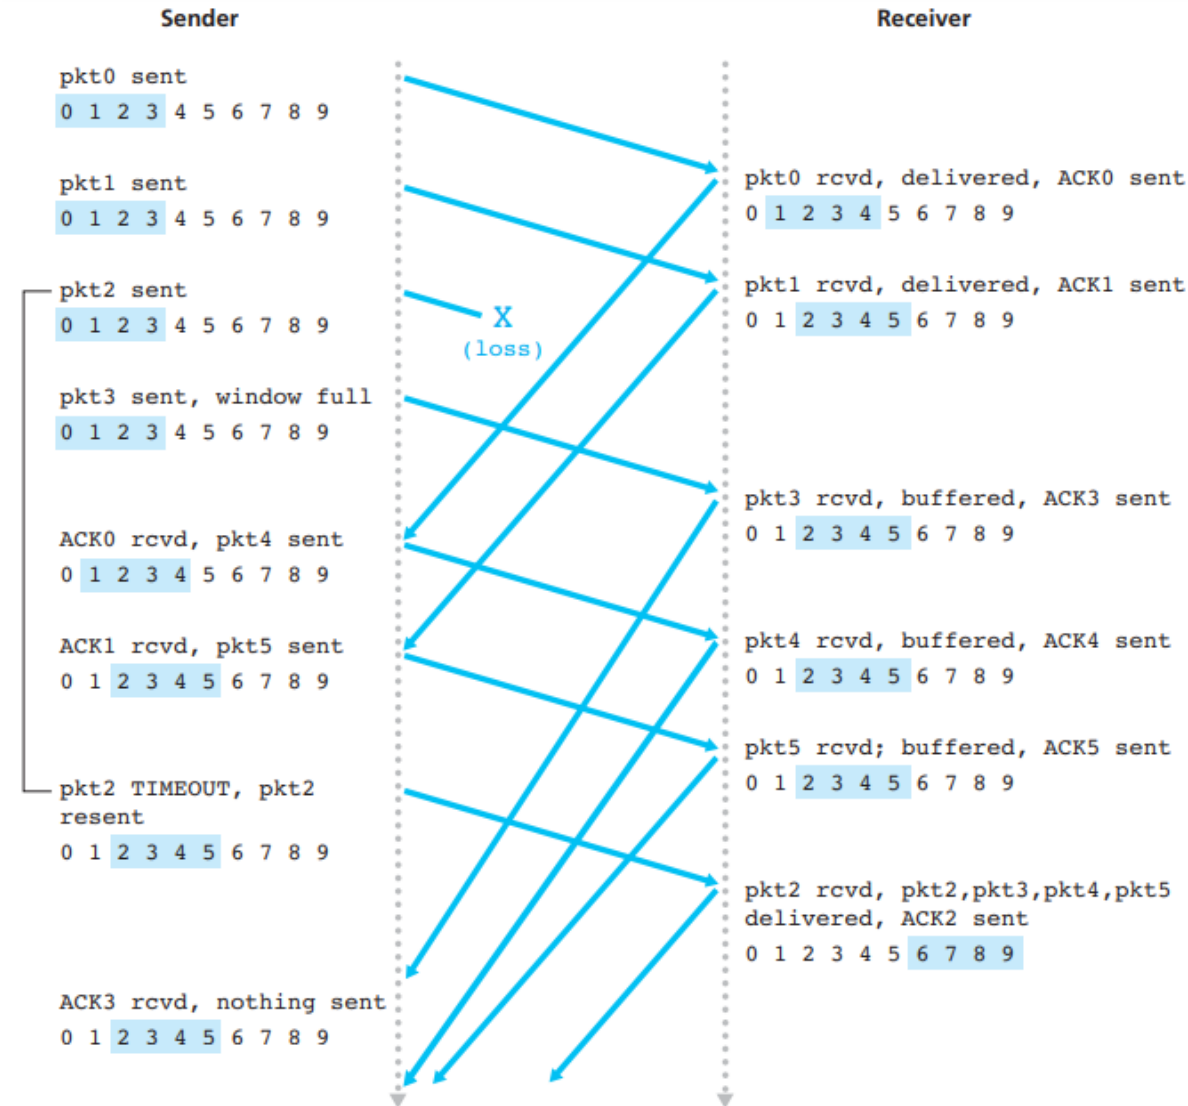 Sender
Receiver
pkt0 sent
0 1 2 3 4 5 6 7 8 9
pkt0 rcvd, delivered, ACK0 sent
0 1 2 3 4 5 6 7 8 9
pkt1 sent
0 1 2 3 4 5 6 7 8 9
pkt1 rcvd, delivered, ACK1 sent
0 1 2 3 4 5 6 7 8 9
pkt2 sent
0 1 2 3 4 5 6 7 8 9
X
(loss)
pkt3 sent, window full
0 1 2 3 4 5 6 7 8 9
pkt3 rcvd, buffered, ACK3 sent
0 1 2 3 4 5 6 7 8 9
ACK0 rcvd, pkt4 sent
0 1 2 3 4 5 6 7 8 9
pkt4 rcvd, buffered, ACK4 sent
0 1 2 3 4 5 6 7 8 9
ACK1 rcvd, pkt5 sent
0 1 2 3 4 5 6 7 8 9
pkt5 rcvd; buffered, ACK5 sent
0 1 2 3 4 5 6 7 8 9
pkt2 TIMEOUT, pkt2
resent
0 1 2 3 4 5 6 7 8 9
pkt2 rcvd, pkt2,pkt3,pkt4,pkt5
delivered, ACK2 sent
0 1 2 3 4 5 6 7 8 9
ACK3 rcvd, nothing sent
0 1 2 3 4 5 6 7 8 9